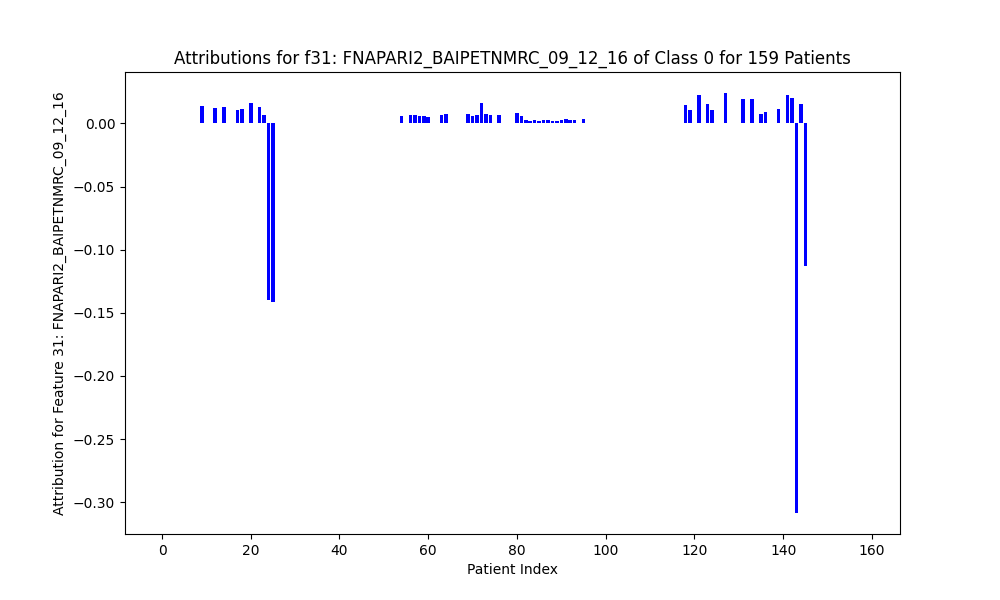 Attributions for f31: FNAPARI2_BAIPETNMRC_09_12_16 of Class 0 for 159 Patients
Attribution for Feature 31: FNAPARI2_BAIPETNMRC_09_12_16
0.00
−0.05
−0.10
−0.15
−0.20
−0.25
−0.30
0 20 40 60 80 100 120 140 160
Patient Index